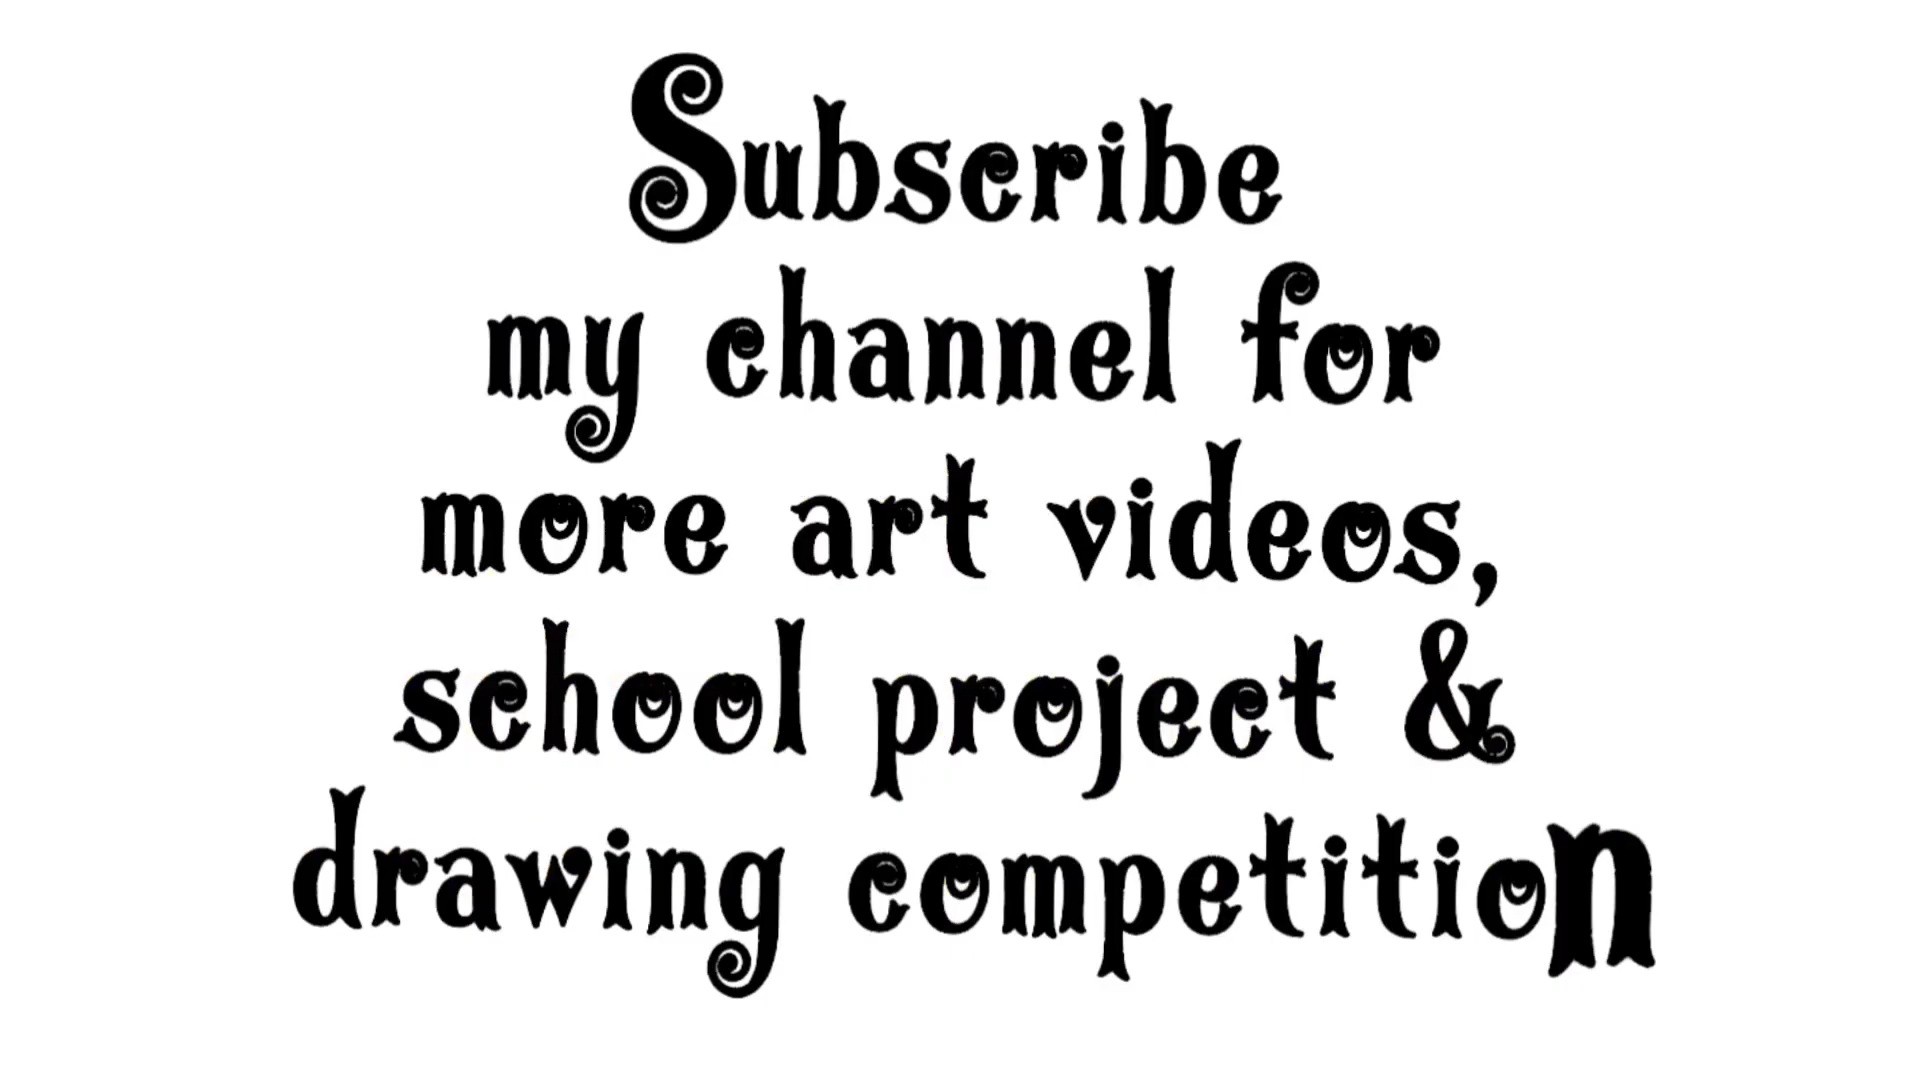 Subscribe
my channel for
more art videos,
school project &
drawing competition